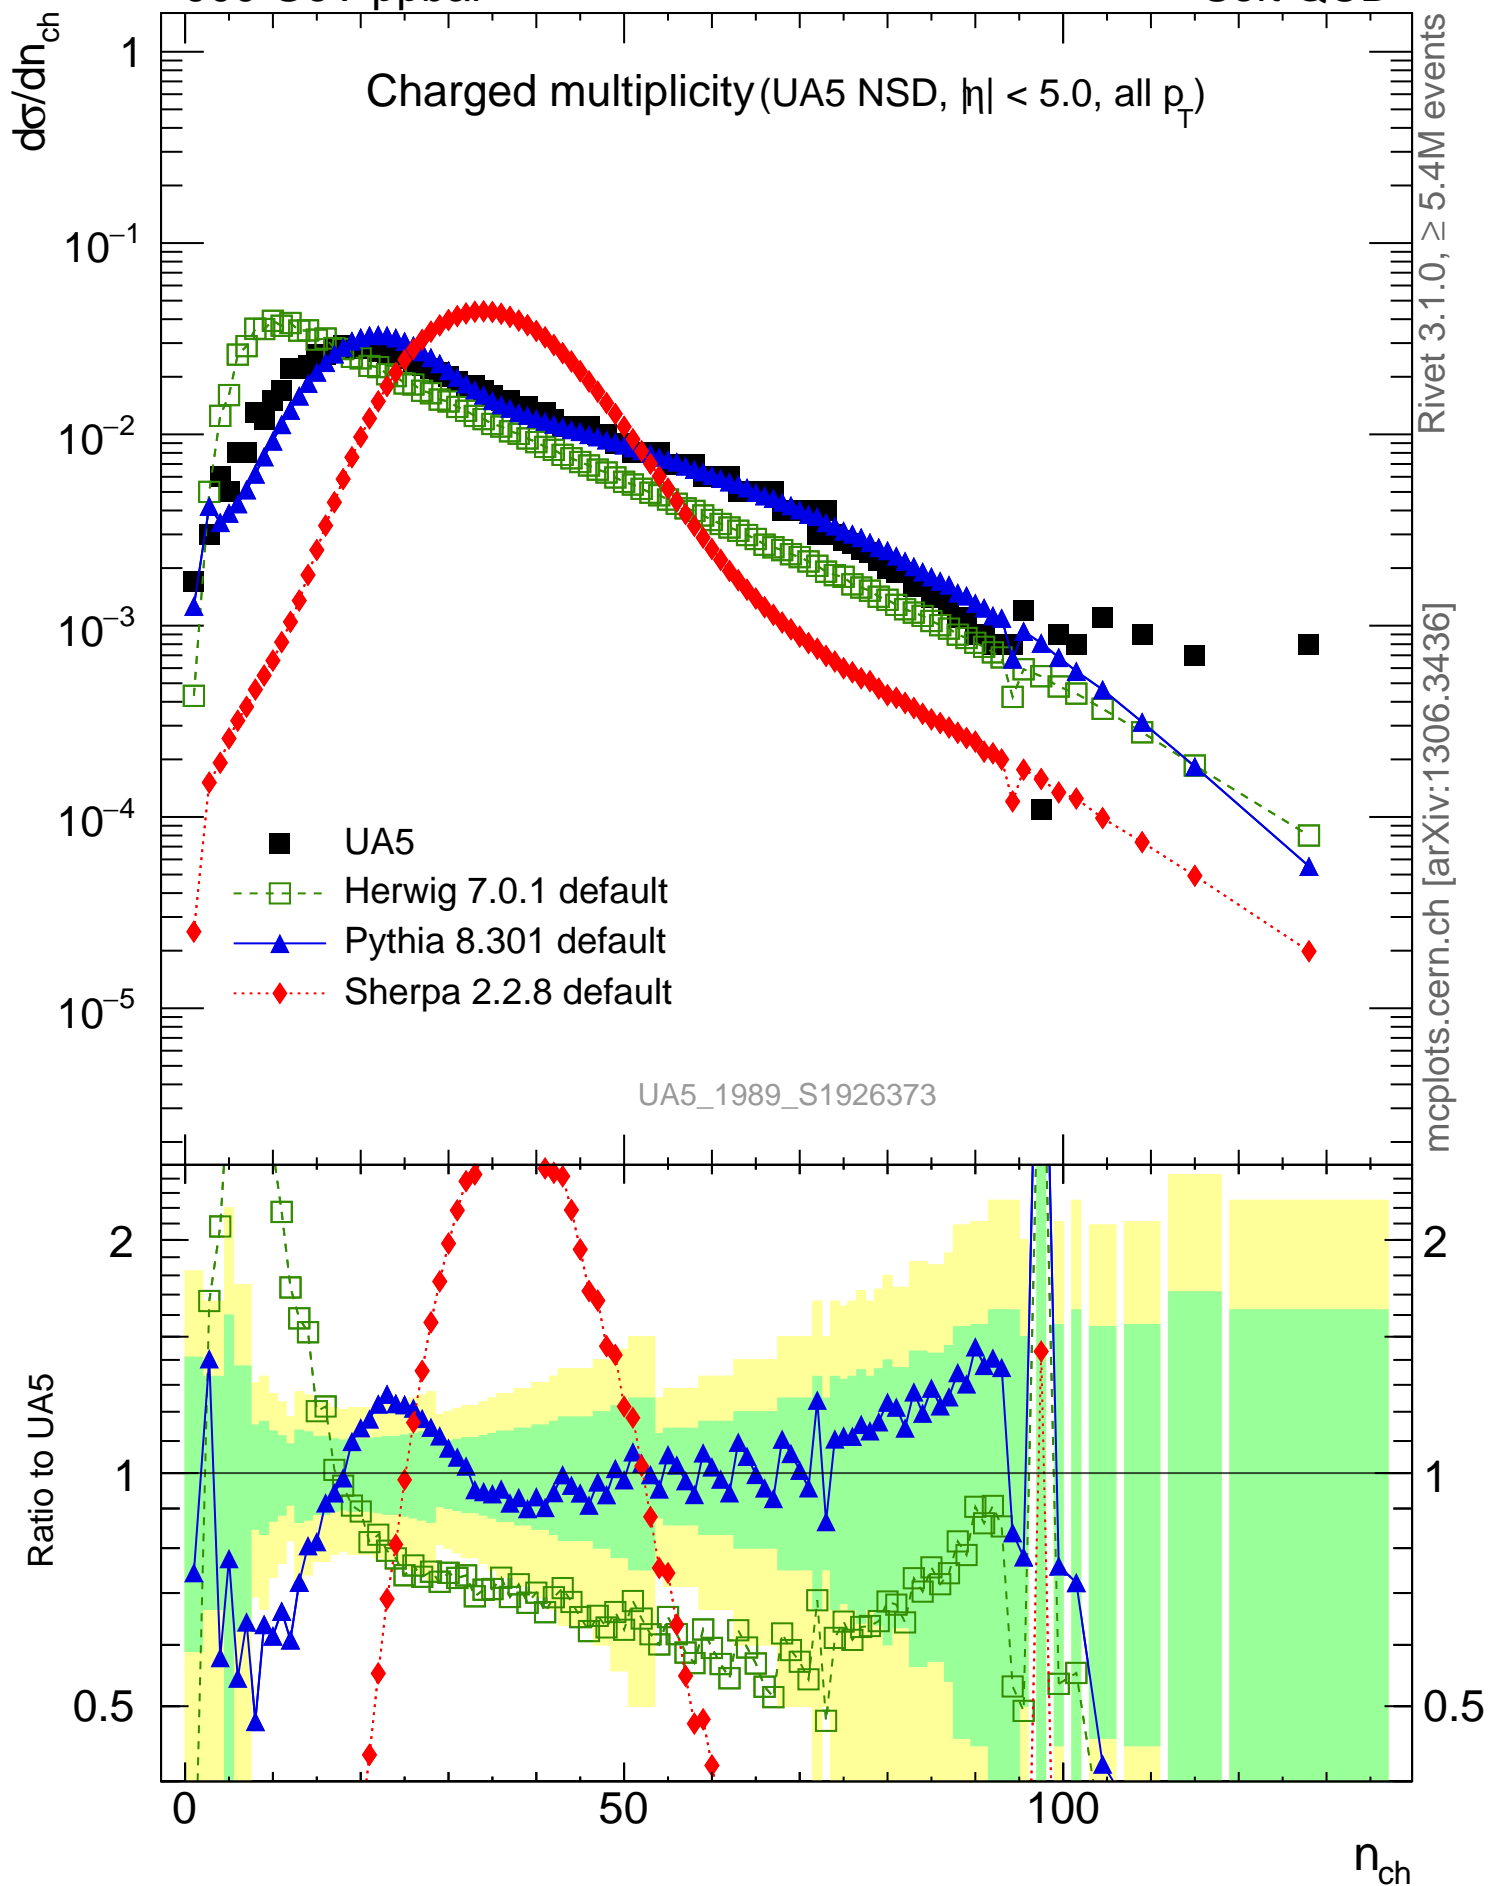 dσ/dn_ch
Charged multiplicity (UA5 NSD, |η| < 5.0, all p_T)
1
10⁻¹
10⁻²
10⁻³
10⁻⁴
10⁻⁵
UA5
Herwig 7.0.1 default
Pythia 8.301 default
Sherpa 2.2.8 default
UA5_1989_S1926373
Rivet 3.1.0, ≥ 5.4M events
mcplots.cern.ch [arXiv:1306.3436]
Ratio to UA5
2
1
0.5
2
1
0.5
0 50 100
n_ch